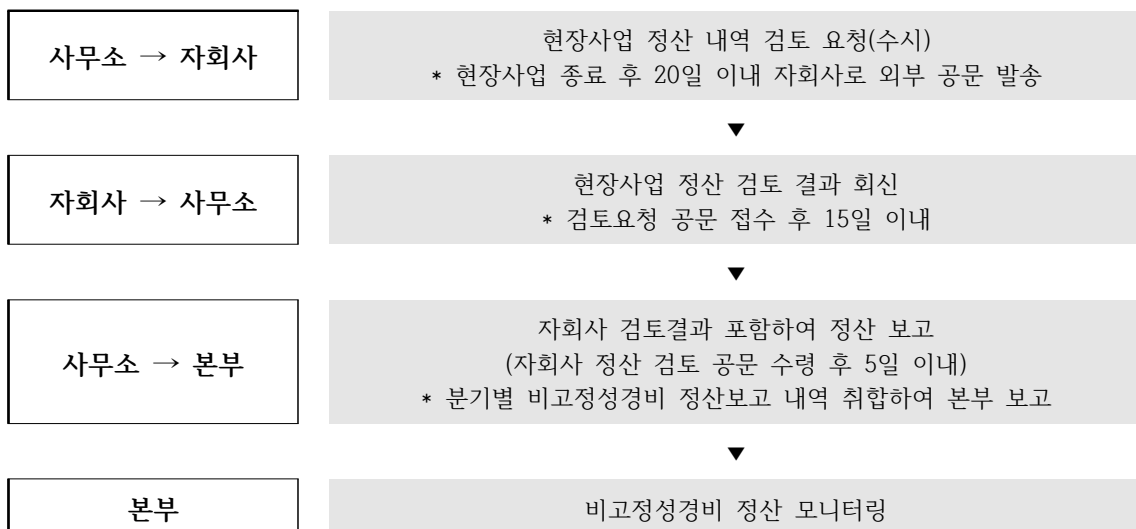 사무소 → 자회사
현장사업 정산 내역 검토 요청(수시)
* 현장사업 종료 후 20일 이내 자회사로 외부 공문 발송
▼
자회사 → 사무소
현장사업 정산 검토 결과 회신
* 검토요청 공문 접수 후 15일 이내
▼
사무소 → 본부
자회사 검토결과 포함하여 정산 보고
(자회사 정산 검토 공문 수령 후 5일 이내)
* 분기별 비고정성경비 정산보고 내역 취합하여 본부 보고
▼
본부
비고정성경비 정산 모니터링